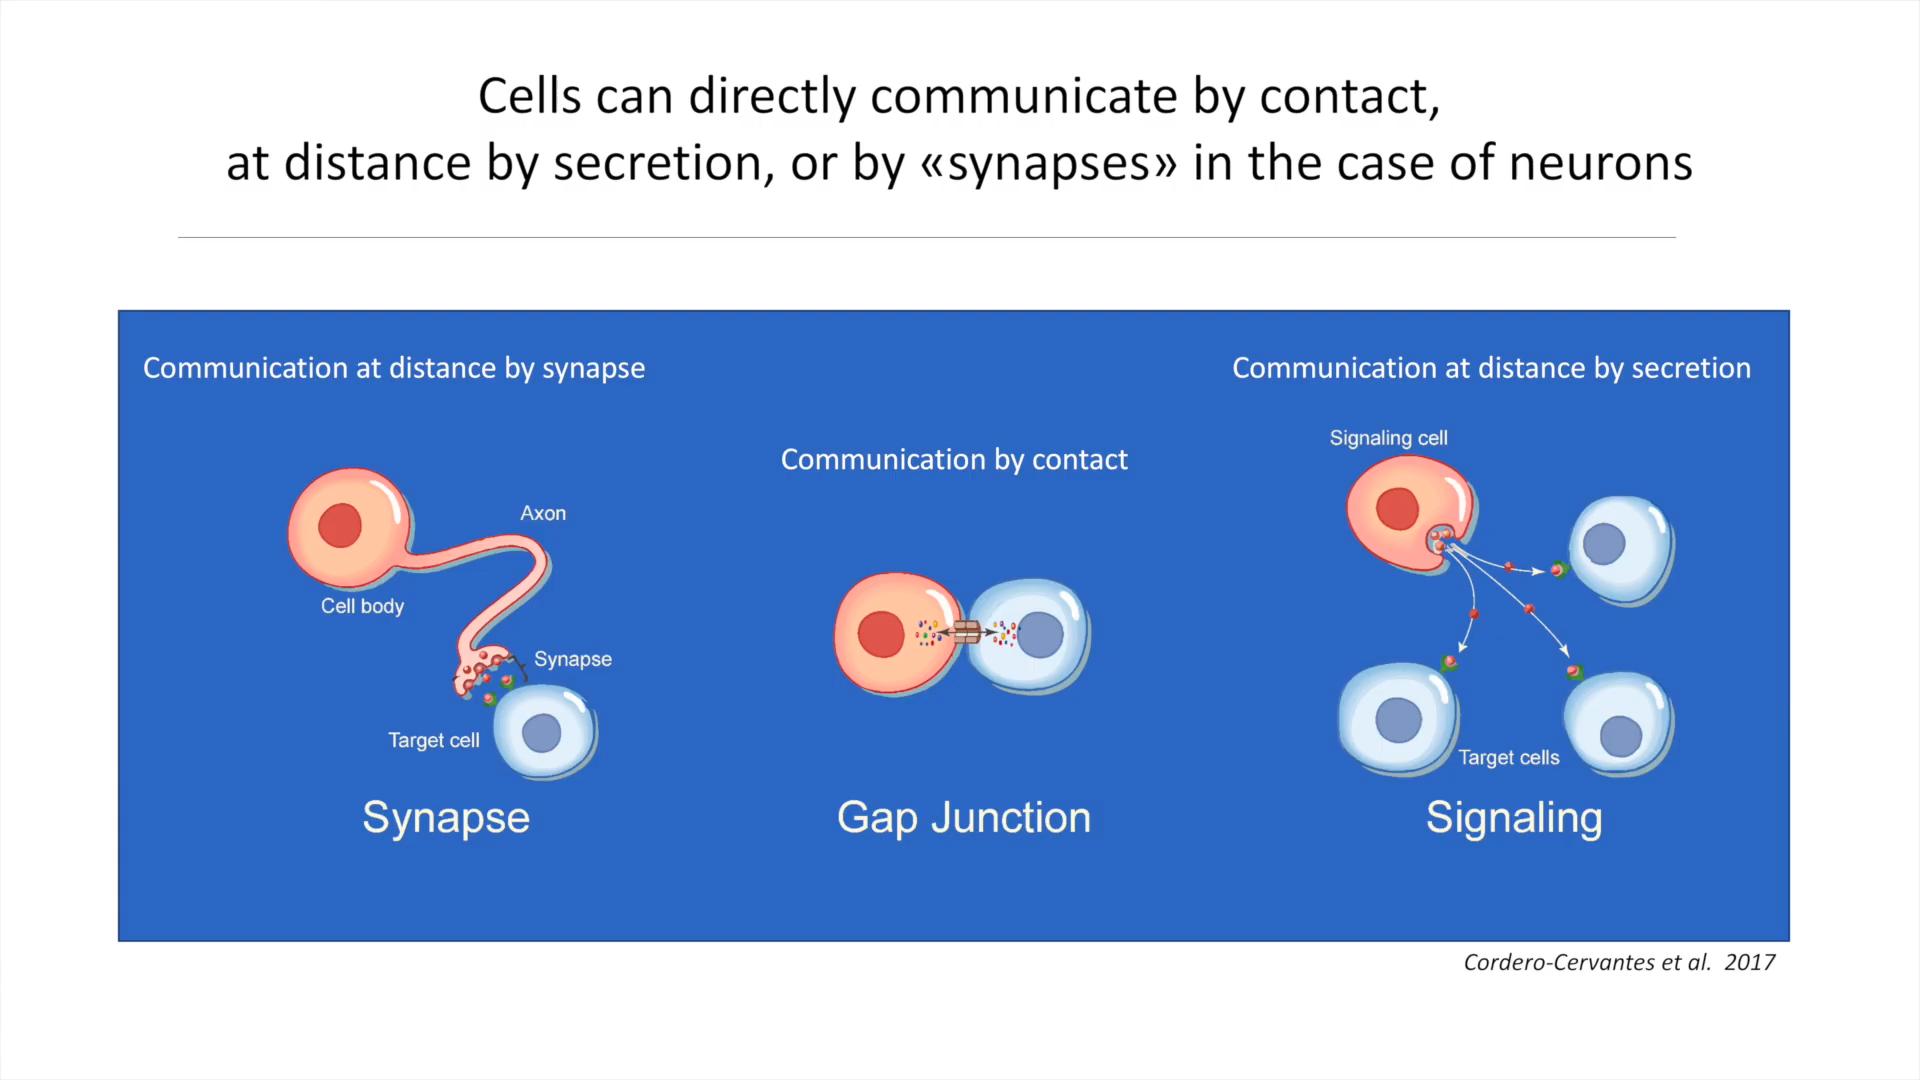 Cells can directly communicate by contact,
at distance by secretion, or by «synapses» in the case of neurons
Communication at distance by synapse
Axon
Cell body
Synapse
Target cell
Synapse
Communication by contact
Gap Junction
Communication at distance by secretion
Signaling cell
Target cells
Signaling
Cordero-Cervantes et al. 2017